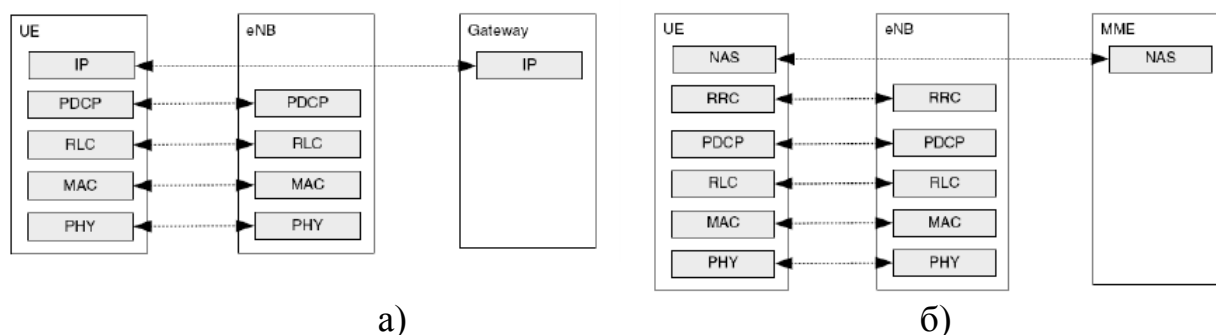 UE eNB Gateway
IP IP
PDCP PDCP
RLC RLC
MAC MAC
PHY PHY
а)
UE eNB MME
NAS NAS
RRC RRC
PDCP PDCP
RLC RLC
MAC MAC
PHY PHY
б)